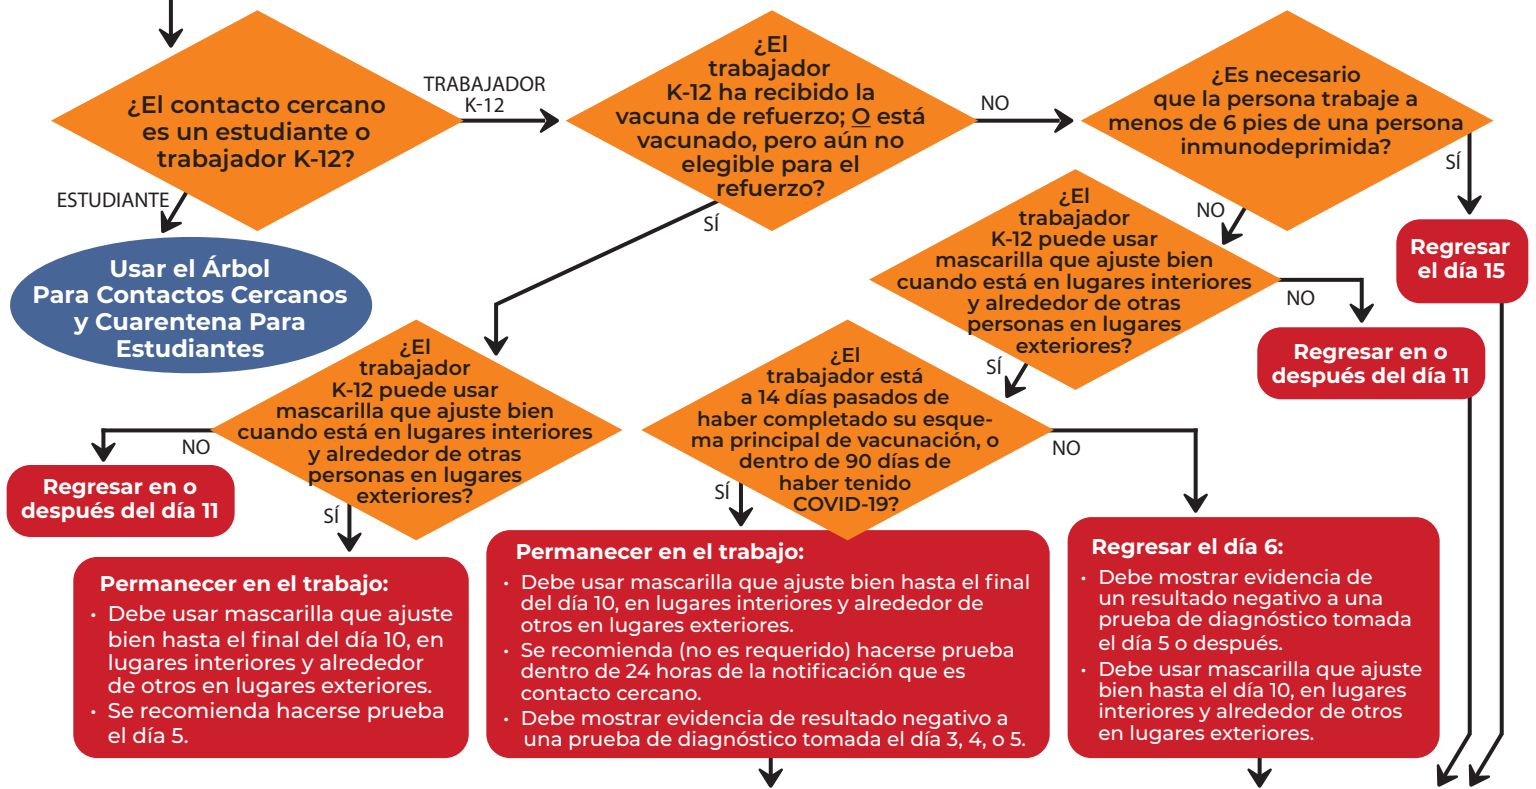 ¿El contacto cercano
es un estudiante o
trabajador K-12?
TRABAJADOR
K-12
ESTUDIANTE
Usar el Árbol
Para Contactos Cercanos
y Cuarentena Para
Estudiantes
¿El
trabajador
K-12 ha recibido la
vacuna de refuerzo; O está
vacunado, pero aún no
elegible para el
refuerzo?
NO
SÍ
¿Es necesario
que la persona trabaje a
menos de 6 pies de una persona
inmunodeprimida?
SÍ
NO
Regresar
el día 15
¿El
trabajador
K-12 puede usar
mascarilla que ajuste bien
cuando está en lugares interiores
y alrededor de otras
personas en lugares
exteriores?
NO
SÍ
Regresar en o
después del día 11
¿El
trabajador
K-12 puede usar
mascarilla que ajuste bien
cuando está en lugares interiores
y alrededor de otras
personas en lugares
exteriores?
NO
SÍ
Regresar en o
después del día 11
¿El
trabajador está
a 14 días pasados de
haber completado su esque-
ma principal de vacunación, o
dentro de 90 días de
haber tenido
COVID-19?
SÍ
NO
Permanecer en el trabajo:
· Debe usar mascarilla que ajuste
bien hasta el final del día 10, en
lugares interiores y alrededor
de otros en lugares exteriores.
· Se recomienda hacerse prueba
el día 5.
Permanecer en el trabajo:
· Debe usar mascarilla que ajuste bien hasta el final
del día 10, en lugares interiores y alrededor de
otros en lugares exteriores.
· Se recomienda (no es requerido) hacerse prueba
dentro de 24 horas de la notificación que es
contacto cercano.
· Debe mostrar evidencia de resultado negativo a
una prueba de diagnóstico tomada el día 3, 4, o 5.
Regresar el día 6:
· Debe mostrar evidencia de
un resultado negativo a una
prueba de diagnóstico tomada
el día 5 o después.
· Debe usar mascarilla que ajuste
bien hasta el día 10, en lugares
interiores y alrededor de otros
en lugares exteriores.